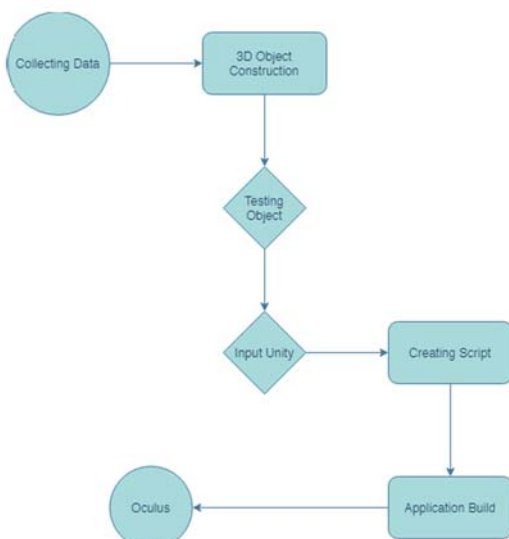 Collecting Data
3D Object
Construction
Testing
Object
Input Unity
Creating Script
Oculus
Application Build